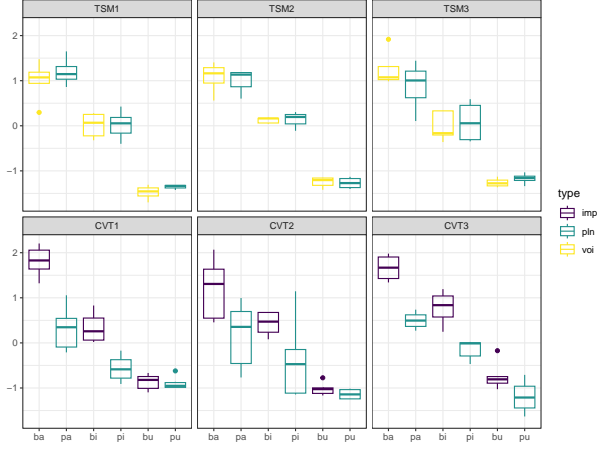 TSM1 TSM2 TSM3
2
1
0
−1
CVT1 CVT2 CVT3
2
1
0
−1
ba pa bi pi bu pu ba pa bi pi bu pu ba pa bi pi bu pu
type
imp
pln
voi